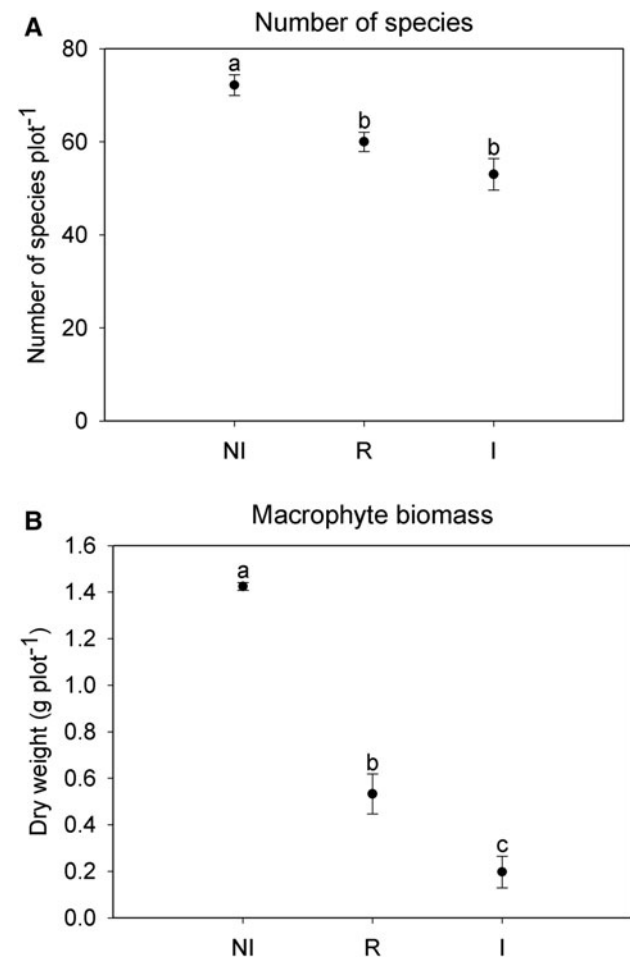 A
Number of species
Number of species plot⁻¹
80
60
40
20
0
a
b
b
NI R I
B
Macrophyte biomass
Dry weight (g plot⁻¹)
1.6
1.4
1.2
1.0
0.8
0.6
0.4
0.2
0.0
a
b
c
NI R I